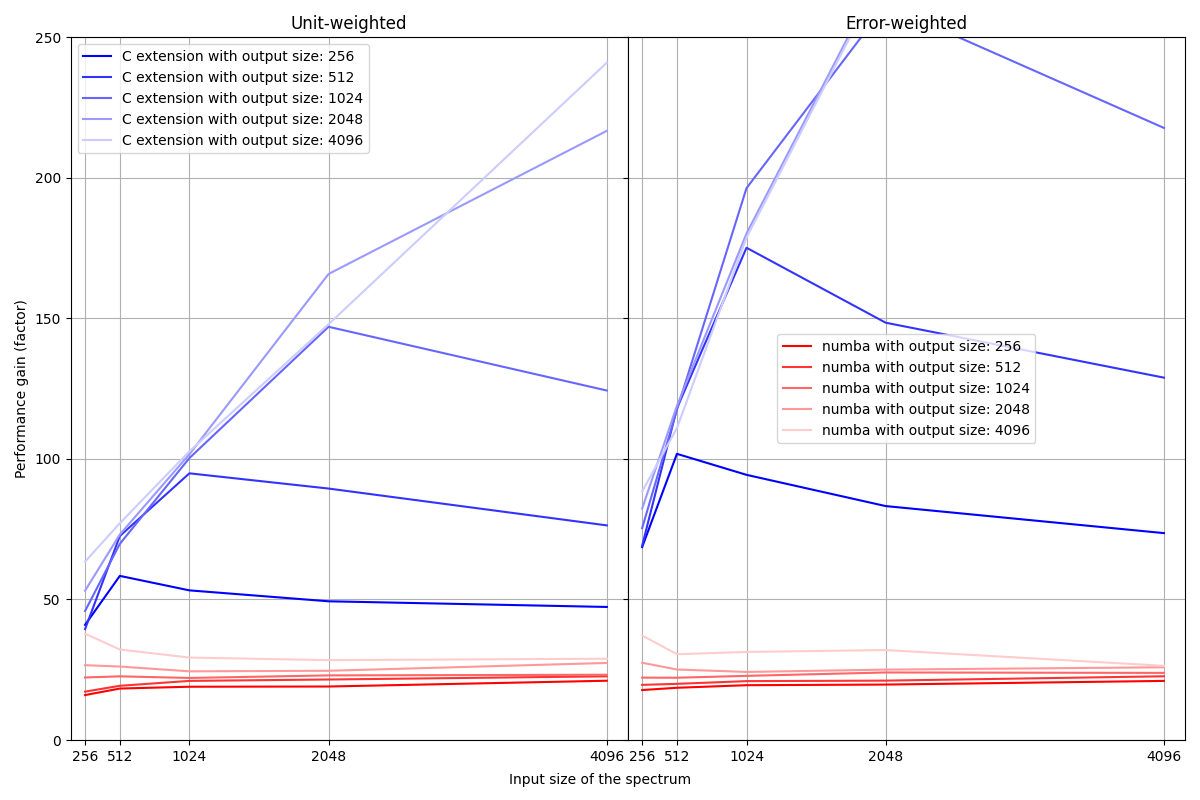 Unit-weighted
Error-weighted
250
200
150
100
50
0
Performance gain (factor)
C extension with output size: 256
C extension with output size: 512
C extension with output size: 1024
C extension with output size: 2048
C extension with output size: 4096
numba with output size: 256
numba with output size: 512
numba with output size: 1024
numba with output size: 2048
numba with output size: 4096
256 512 1024 2048 4096
256 512 1024 2048 4096
Input size of the spectrum